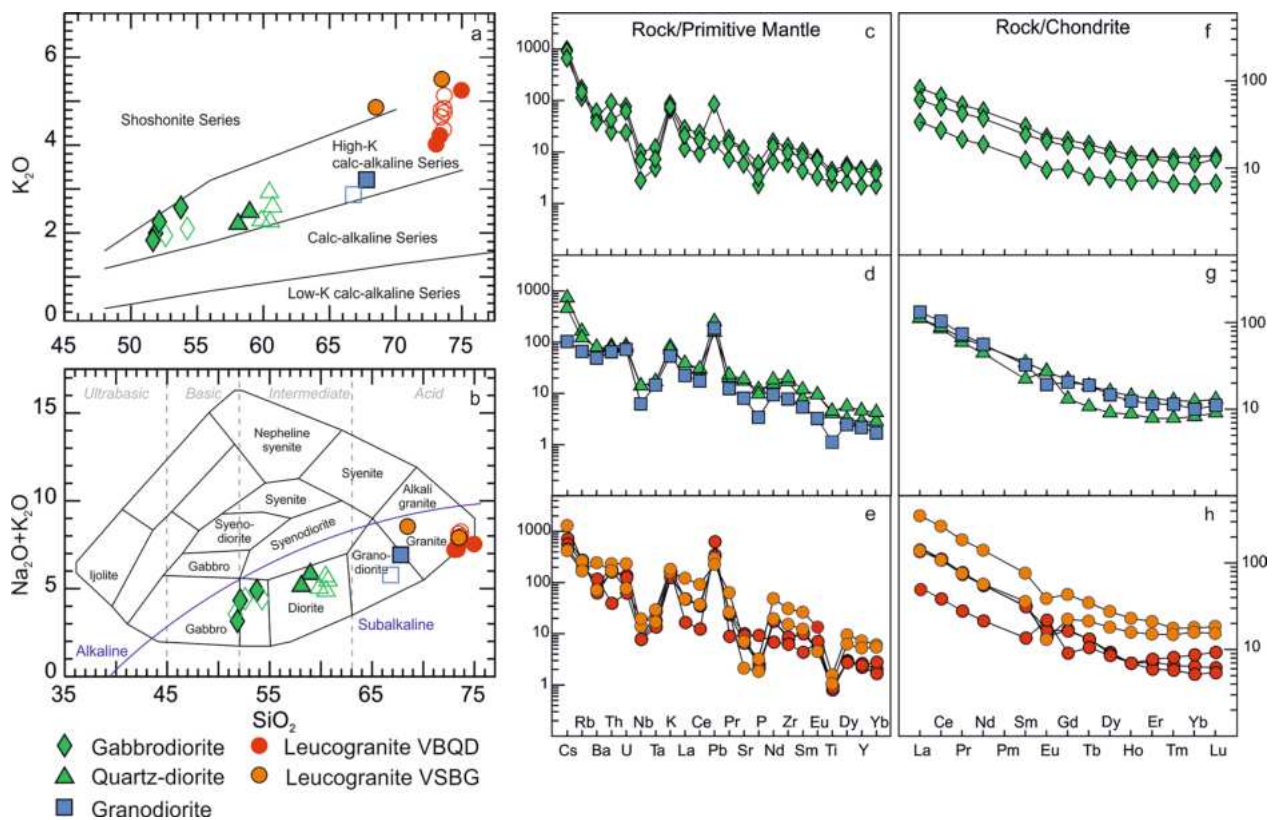 a
K₂O
6
4
2
0
Shoshonite Series
High-K
calc-alkaline Series
Calc-alkaline Series
Low-K calc-alkaline Series
45 50 55 60 65 70 75
b
Na₂O+K₂O
15
10
5
0
Ultrabasic Basic Intermediate Acid
Nepheline
syenite
Syenite
Alkali
granite
Syenite
Syeno-
diorite
Syenodiorite
Granite
Grano-
diorite
Gabbro
Ijolite
Diorite
Gabbro
Subalkaline
Alkaline
36 45 55 65 75
SiO₂
Gabbrodiorite
Quartz-diorite
Granodiorite
Leucogranite VBQD
Leucogranite VSBG
Rock/Primitive Mantle
c
1000
100
10
1
d
1000
100
10
1
e
1000
100
10
1
Rb Th Nb K Ce Pr P Zr Eu Dy Yb
Cs Ba U Ta La Pb Sr Nd Sm Ti Y
Rock/Chondrite
f
100
10
g
100
10
h
100
10
Ce Nd Sm Gd Dy Er Yb
La Pr Pm Eu Tb Ho Tm Lu